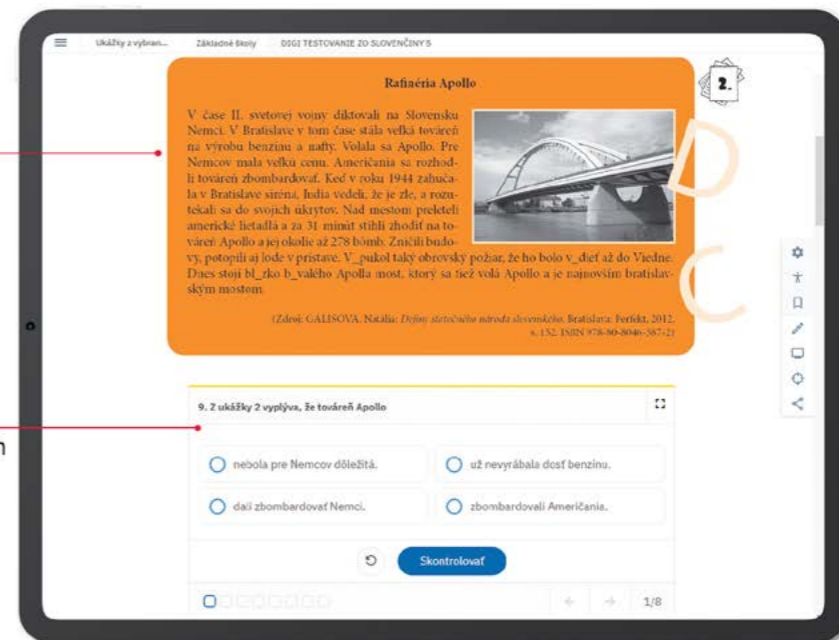 Ukážky z vybran...
Základné školy
DIGI TESTOVANIE ZO SLOVENČINY 5
Rafinéria Apollo
2.
V čase II. svetovej vojny diktovali na Slovensku
Nemci. V Bratislave v tom čase stála veľká továreň
na výrobu benzínu a nafty. Volala sa Apollo. Pre
Nemcov mala veľkú cenu. Američania sa rozhod-
li továreň zbombardovať. Keď v roku 1944 zahuča-
la v Bratislave siréna, ľudia vedeli, že je zle, a rozu-
tekali sa do svojich úkrytov. Nad mestom preleteli
americké lietadlá a za 31 minút stihli zhodiť na to-
váreň Apollo a jej okolie až 278 bômb. Zničili budo-
vy, potopili aj lode v prístave. V_pukol taký obrovský požiar, že ho bolo v_dieť až do Viedne.
Dnes stojí bl_zko b_valého Apolla most, ktorý sa tiež volá Apollo a je najnovším bratislav-
ským mostom.
(Zdroj: GÁLISOVÁ, Natália: Dejiny statočného národa slovenského. Bratislava: Perfekt, 2012,
s. 152. ISBN 978-80-8046-587-2)
D
C
9. Z ukážky 2 vyplýva, že továreň Apollo
nebola pre Nemcov dôležitá.
už nevyrábala dosť benzínu.
dali zbombardovať Nemci.
zbombardovali Američania.
Skontrolovať
1/8